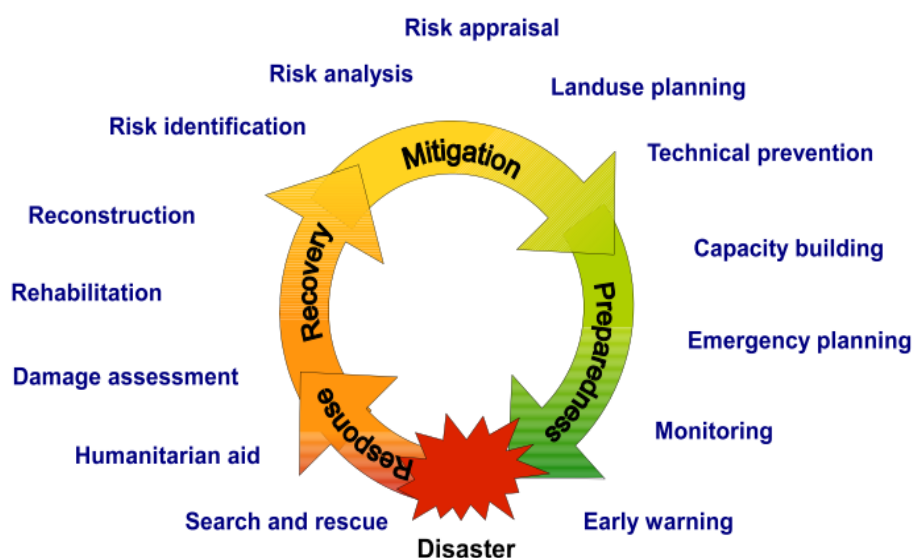 Risk appraisal
Risk analysis
Landuse planning
Risk identification
Mitigation
Technical prevention
Reconstruction
Capacity building
Recovery
Rehabilitation
Preparedness
Emergency planning
Damage assessment
Response
Monitoring
Humanitarian aid
Search and rescue
Early warning
Disaster